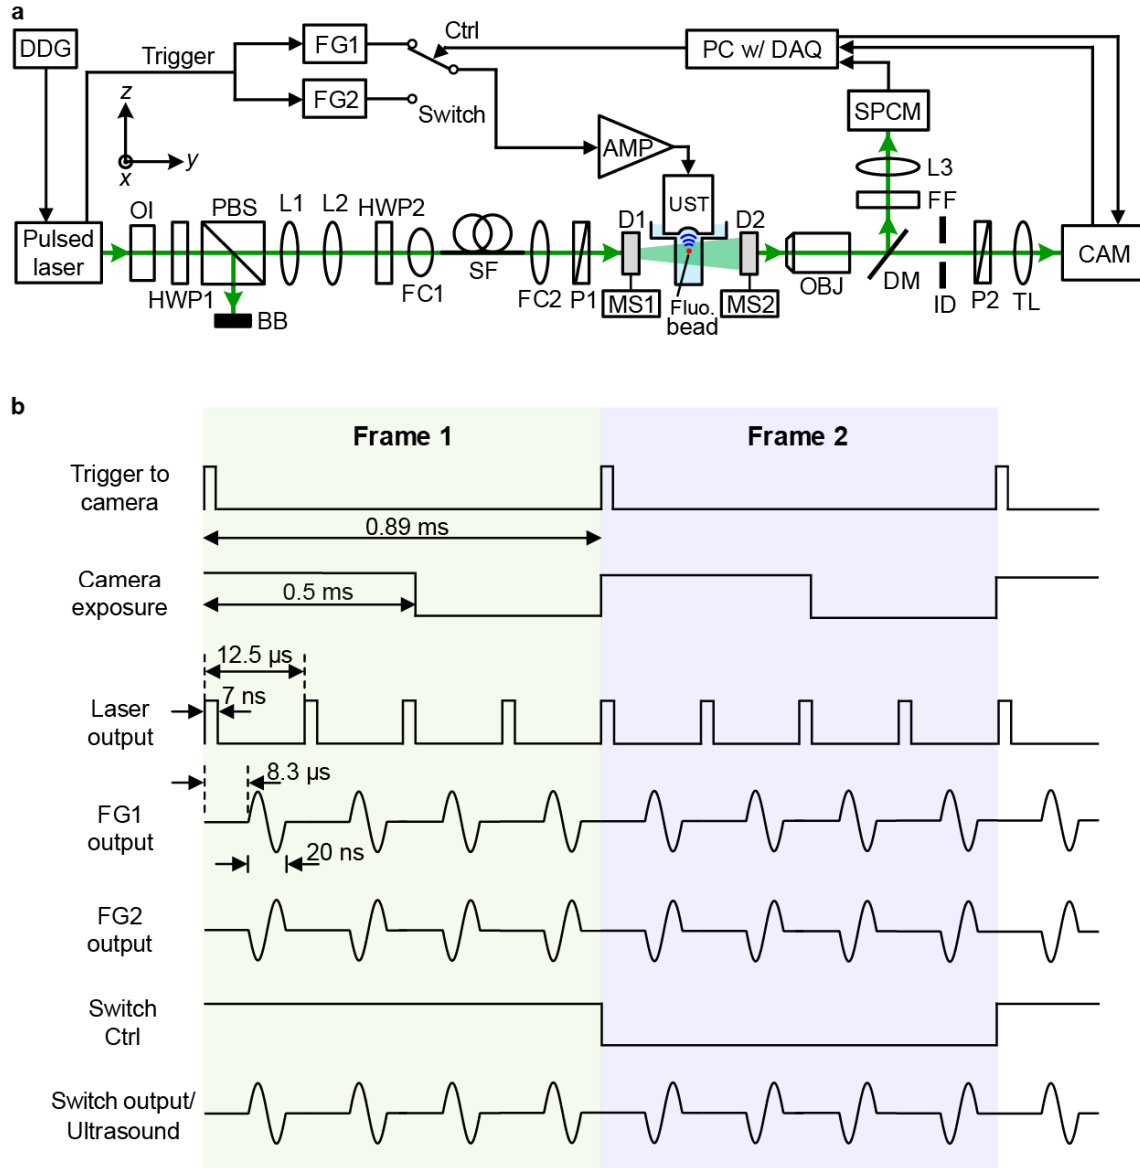 a
DDG
Trigger
FG1
Ctrl
PC w/ DAQ
FG2
Switch
SPCM
z
y
x
AMP
L3
UST
FF
OI
PBS
L1
L2
HWP2
D1
D2
Pulsed
laser
CAM
HWP1
BB
FC1
SF
FC2
P1
MS1
Fluo.
bead
MS2
OBJ
DM
ID
P2
TL
b
Frame 1
Frame 2
Trigger to
camera
0.89 ms
Camera
exposure
0.5 ms
12.5 µs
7 ns
Laser
output
8.3 µs
FG1
output
20 ns
FG2
output
Switch
Ctrl
Switch output/
Ultrasound